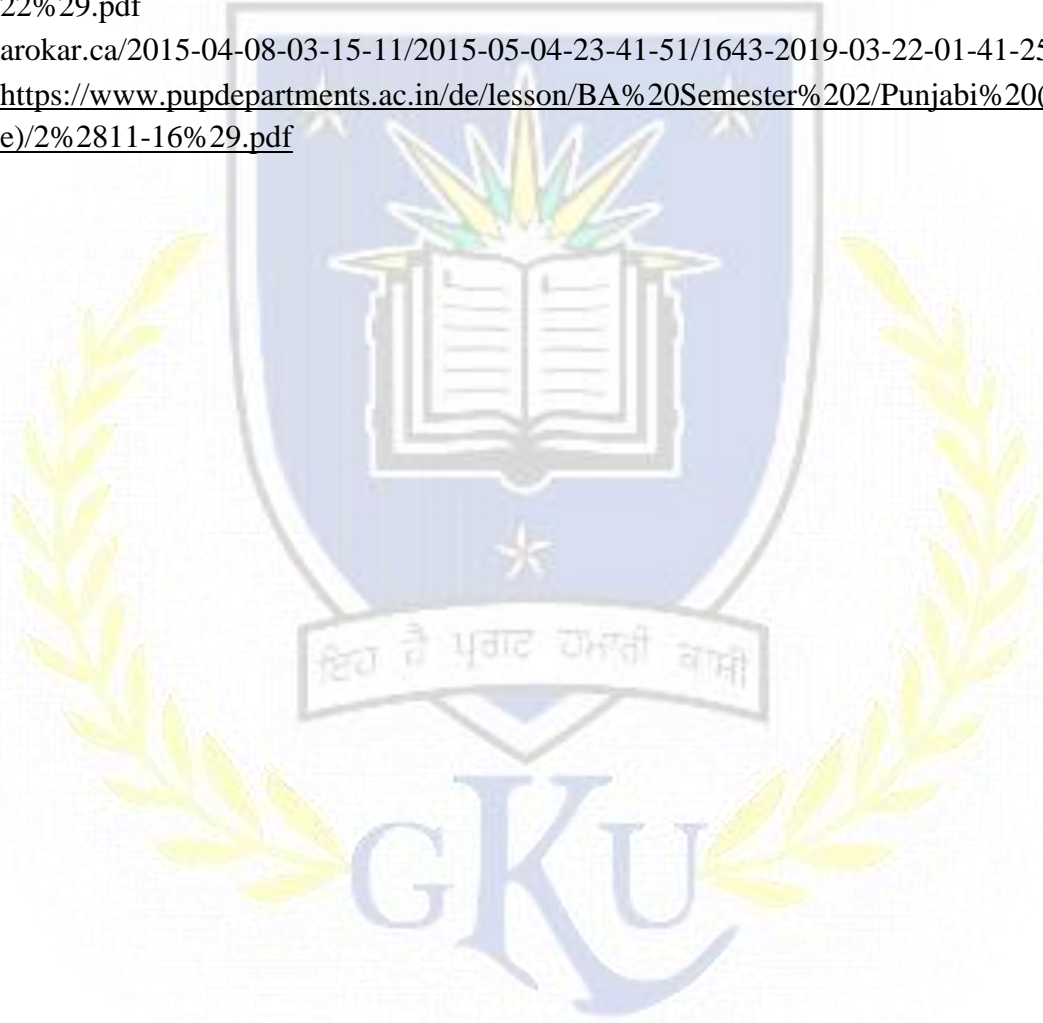 22%29.pdf
arokar.ca/2015-04-08-03-15-11/2015-05-04-23-41-51/1643-2019-03-22-01-41-25
https://www.pupdepartments.ac.in/de/lesson/BA%20Semester%202/Punjabi%20(
e)/2%2811-16%29.pdf
ਇਹ ਹੈ ਪ੍ਰਗਟ ਹਮਾਰੀ ਕਾਸੀ
GKU